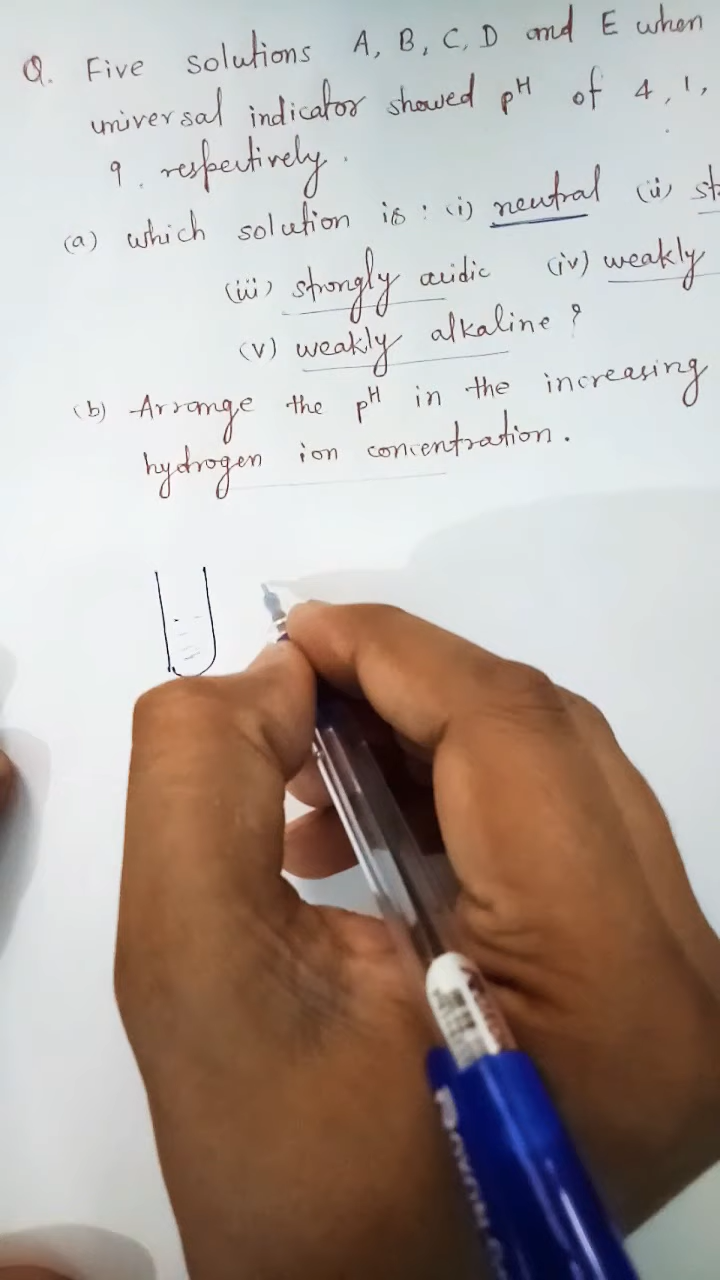 Q. Five solutions A, B, C, D and E when
universal indicator showed pH of 4, 1,
9, respectively.
(a) which solution is : (i) neutral (ii)
(iii) strongly acidic (iv) weakly
(v) weakly alkaline ?
(b) Arrange the pH in the increasing
hydrogen ion concentration.